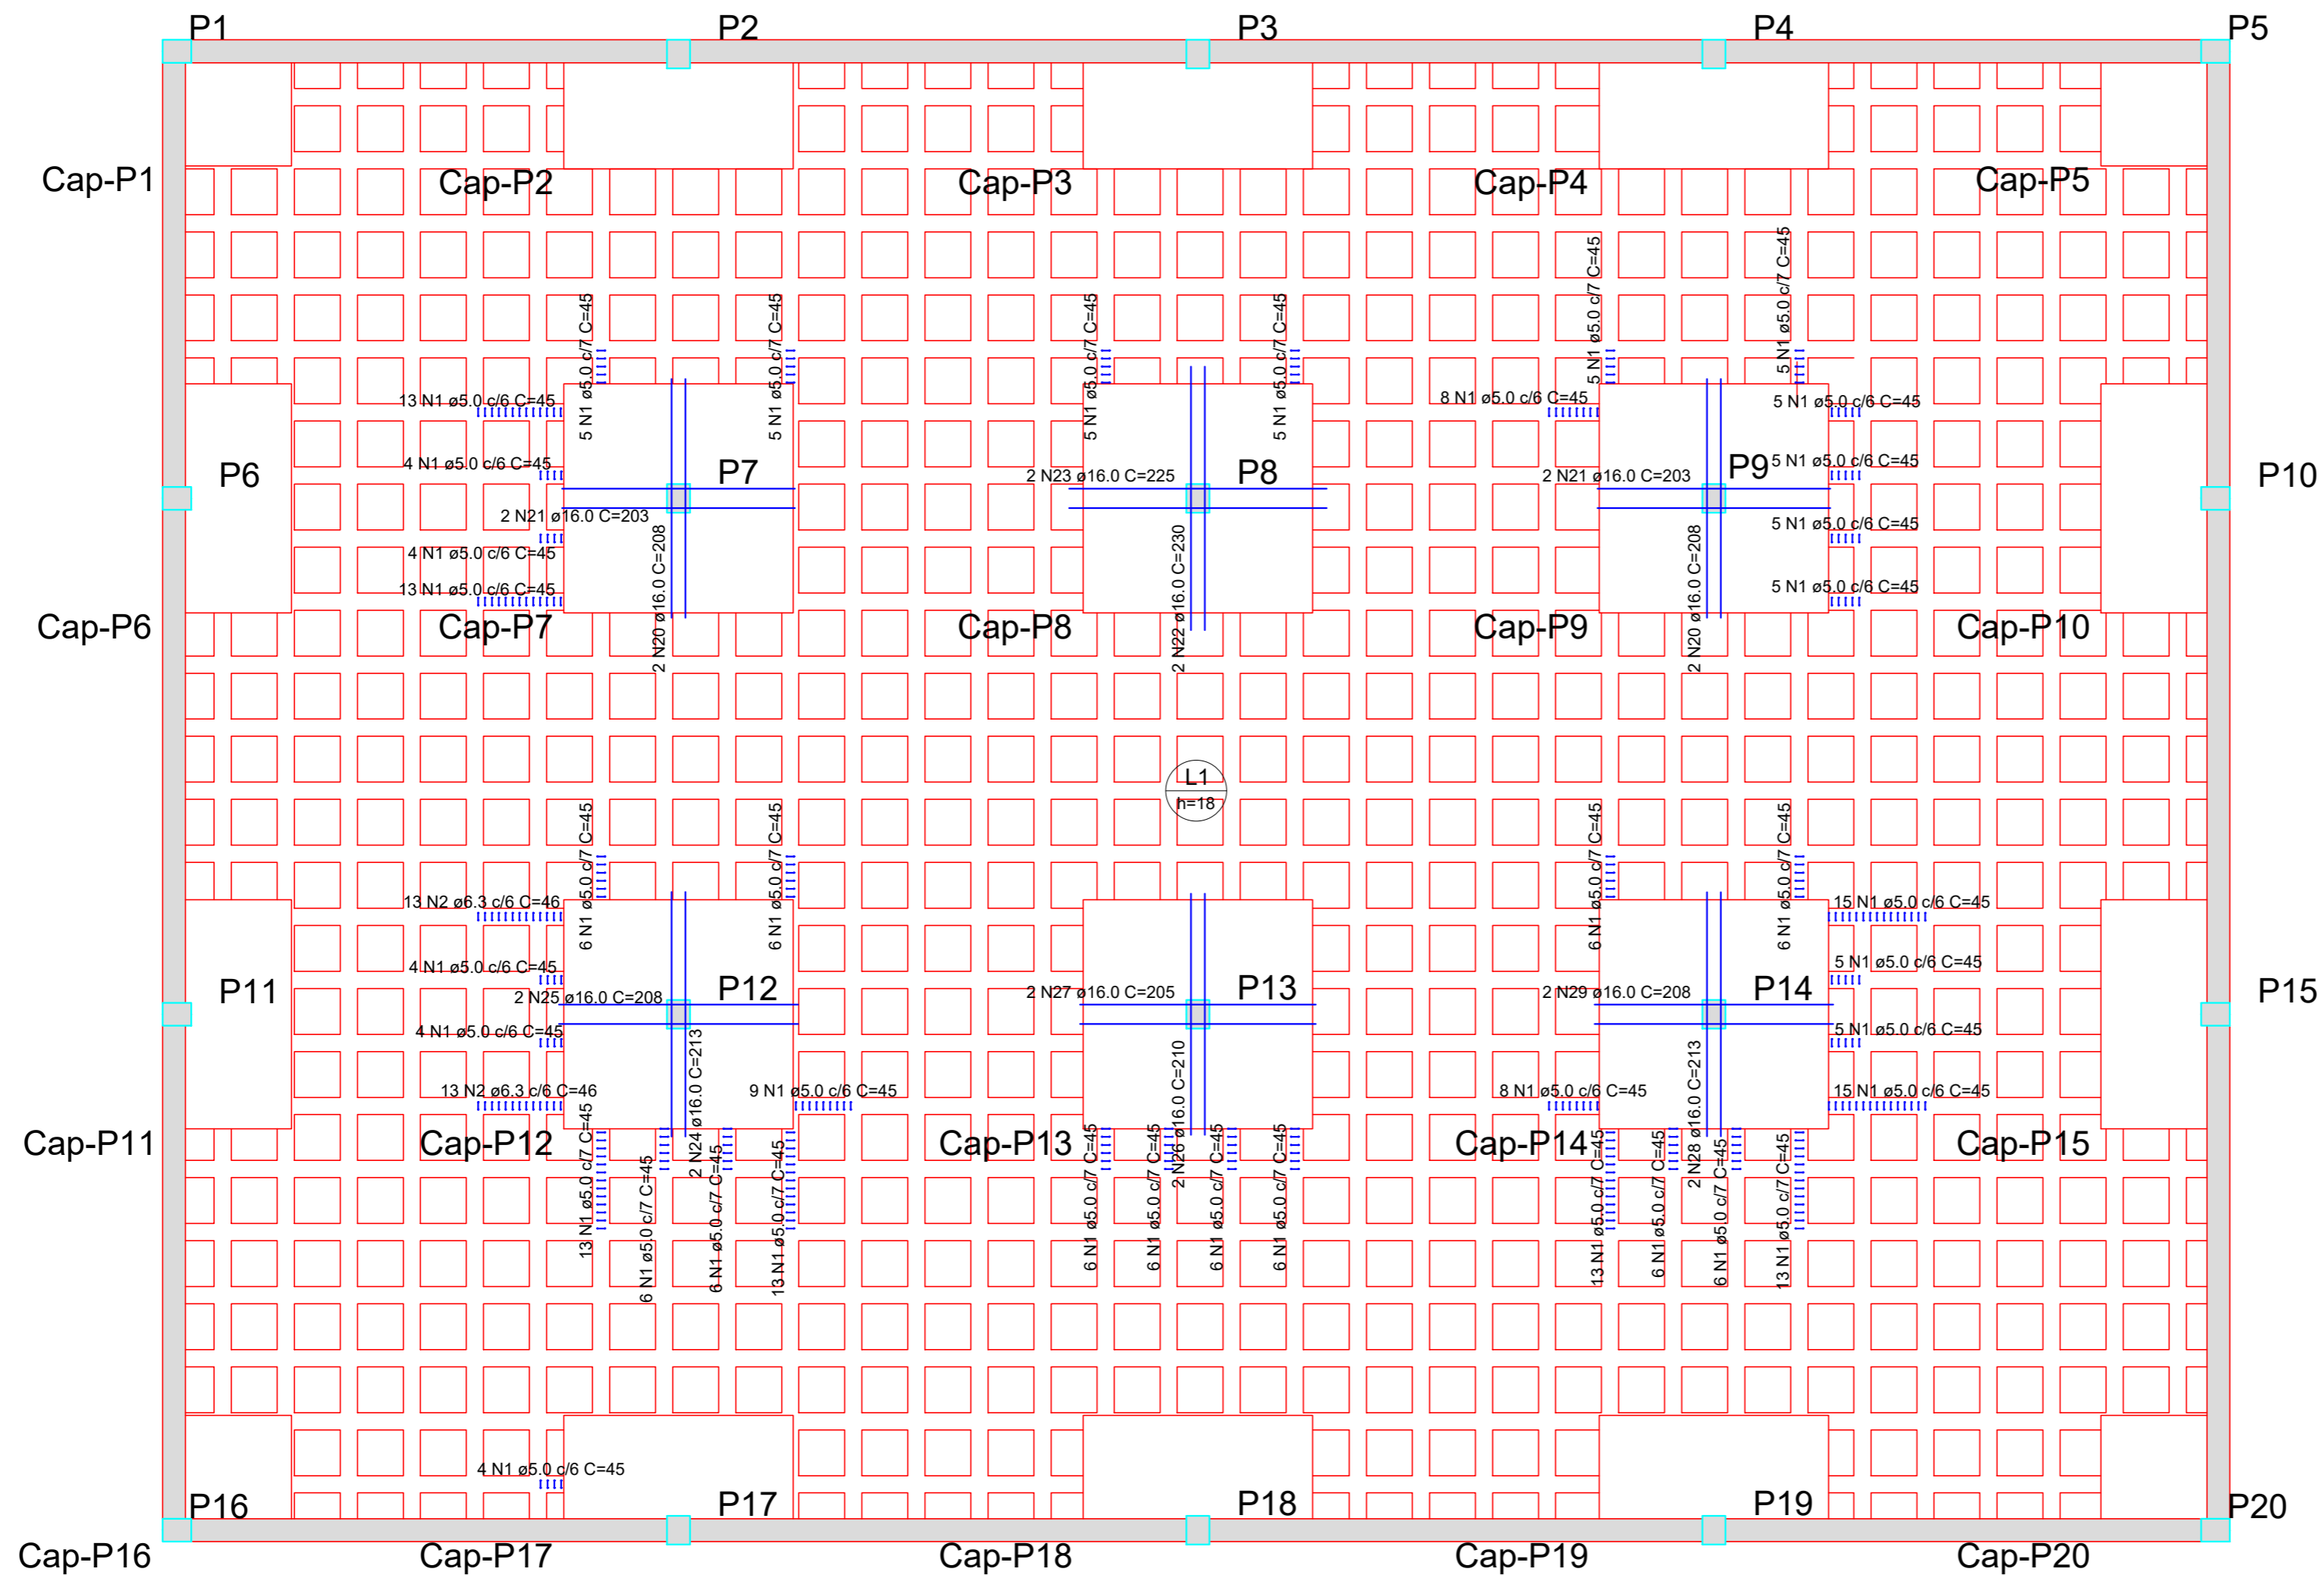 P1
P2
P3
P4
P5
Cap-P1
Cap-P2
Cap-P3
Cap-P4
Cap-P5
5 N1 ø5.0 c/7 C=45
5 N1 ø5.0 c/7 C=45
5 N1 ø5.0 c/7 C=45
5 N1 ø5.0 c/7 C=45
5 N1 ø5.0 c/7 C=45
5 N1 ø5.0 c/7 C=45
13 N1 ø5.0 c/6 C=45
8 N1 ø5.0 c/6 C=45
5 N1 ø5.0 c/6 C=45
4 N1 ø5.0 c/6 C=45
5 N1 ø5.0 c/6 C=45
P6
P7
P8
P9
P10
2 N23 ø16.0 C=225
2 N21 ø16.0 C=203
2 N21 ø16.0 C=203
5 N1 ø5.0 c/6 C=45
4 N1 ø5.0 c/6 C=45
13 N1 ø5.0 c/6 C=45
5 N1 ø5.0 c/6 C=45
2 N20 ø16.0 C=208
2 N22 ø16.0 C=230
2 N20 ø16.0 C=208
Cap-P6
Cap-P7
Cap-P8
Cap-P9
Cap-P10
L1
h=18
6 N1 ø5.0 c/7 C=45
6 N1 ø5.0 c/7 C=45
6 N1 ø5.0 c/7 C=45
6 N1 ø5.0 c/7 C=45
13 N2 ø6.3 c/6 C=46
15 N1 ø5.0 c/6 C=45
4 N1 ø5.0 c/6 C=45
5 N1 ø5.0 c/6 C=45
P11
P12
P13
P14
P15
2 N25 ø16.0 C=208
2 N27 ø16.0 C=205
2 N29 ø16.0 C=208
4 N1 ø5.0 c/6 C=45
5 N1 ø5.0 c/6 C=45
13 N2 ø6.3 c/6 C=46
9 N1 ø5.0 c/6 C=45
8 N1 ø5.0 c/6 C=45
15 N1 ø5.0 c/6 C=45
2 N24 ø16.0 C=213
2 N26 ø16.0 C=210
2 N28 ø16.0 C=213
Cap-P11
Cap-P12
Cap-P13
Cap-P14
Cap-P15
13 N1 ø5.0 c/7 C=45
6 N1 ø5.0 c/7 C=45
6 N1 ø5.0 c/7 C=45
13 N1 ø5.0 c/7 C=45
6 N1 ø5.0 c/7 C=45
6 N1 ø5.0 c/7 C=45
6 N1 ø5.0 c/7 C=45
6 N1 ø5.0 c/7 C=45
13 N1 ø5.0 c/7 C=45
6 N1 ø5.0 c/7 C=45
6 N1 ø5.0 c/7 C=45
13 N1 ø5.0 c/7 C=45
4 N1 ø5.0 c/6 C=45
P16
P17
P18
P19
P20
Cap-P16
Cap-P17
Cap-P18
Cap-P19
Cap-P20